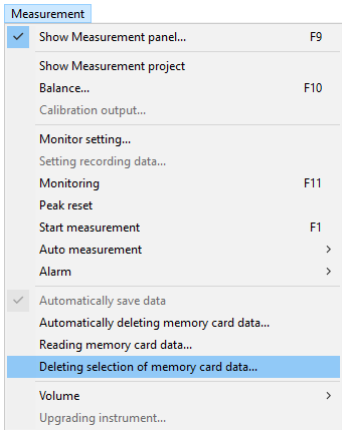 Measurement
Show Measurement panel... F9
Show Measurement project
Balance... F10
Calibration output...
Monitor setting...
Setting recording data...
Monitoring F11
Peak reset
Start measurement F1
Auto measurement
Alarm
Automatically save data
Automatically deleting memory card data...
Reading memory card data...
Deleting selection of memory card data...
Volume
Upgrading instrument...